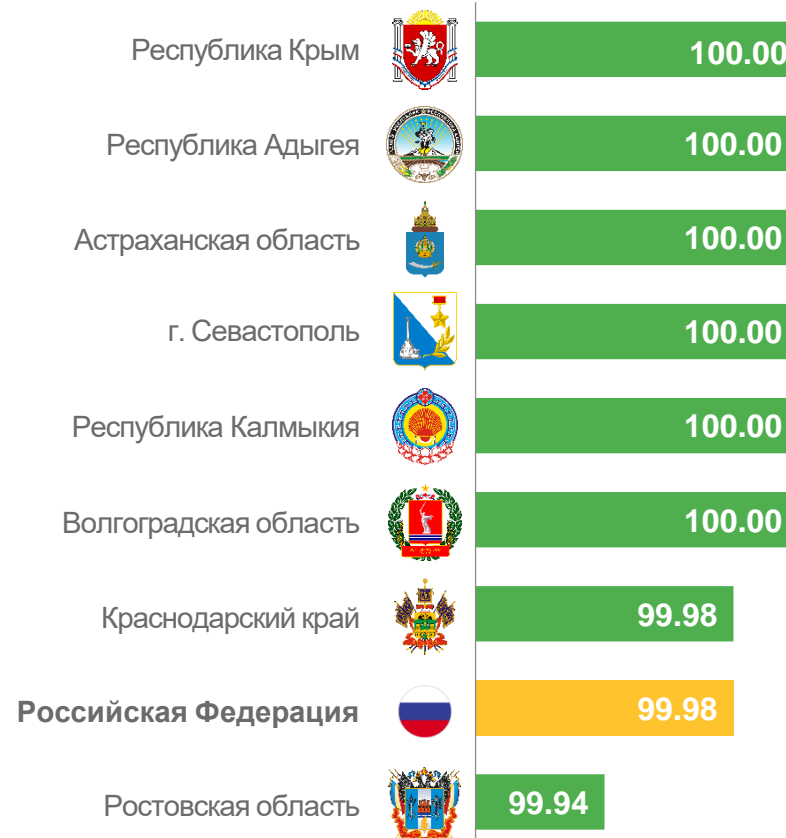 Республика Крым 100.00
Республика Адыгея 100.00
Астраханская область 100.00
г. Севастополь 100.00
Республика Калмыкия 100.00
Волгоградская область 100.00
Краснодарский край 99.98
Российская Федерация 99.98
Ростовская область 99.94